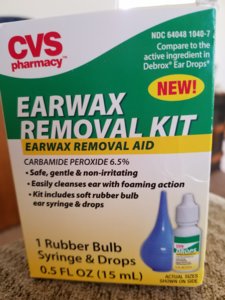 CVS
pharmacy™
NDC 64048 1040-7
Compare to the
active ingredient in
Debrox® Ear Drops*
NEW!
EARWAX
REMOVAL KIT
EARWAX REMOVAL AID
CARBAMIDE PEROXIDE 6.5%
• Safe, gentle & non-irritating
• Easily cleanses ear with foaming action
• Kit includes soft rubber bulb
ear syringe & drops
CVS
1 Rubber Bulb
Syringe & Drops
0.5 FL OZ (15 mL)
ACTUAL SIZES
SHOWN ON SIDE